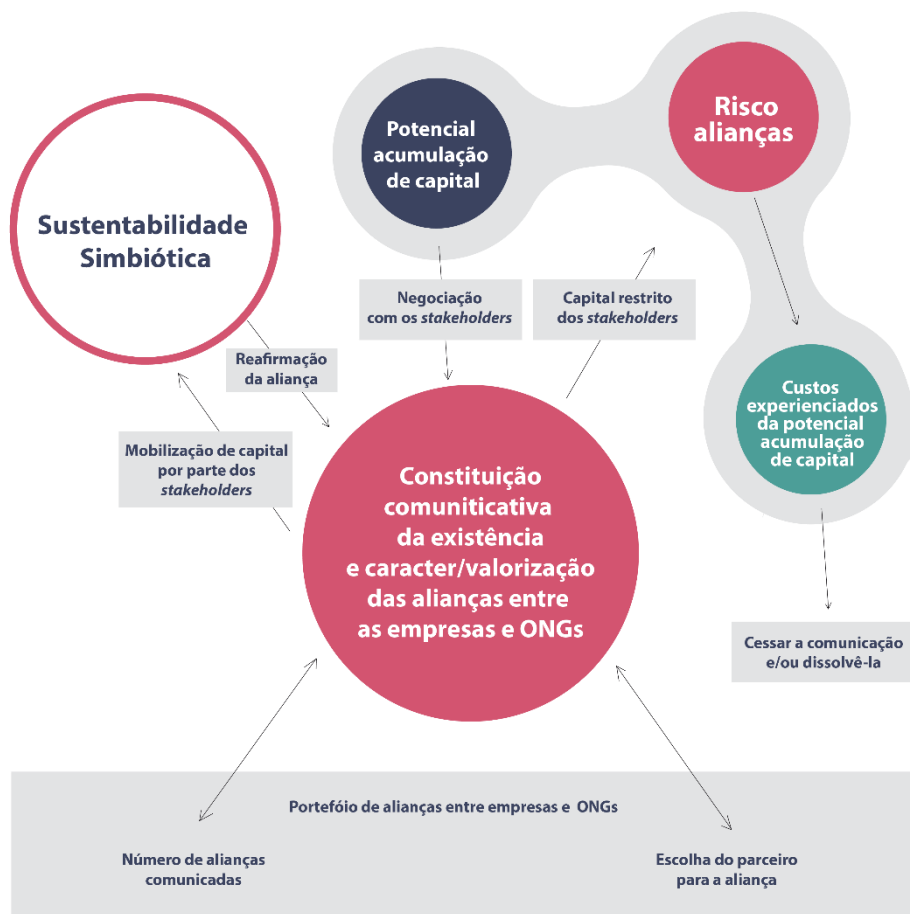 Potencial
acumulação
de capital
Risco
alianças
Sustentabilidade
Simbiótica
Negociação
com os stakeholders
Capital restrito
dos stakeholders
Reafirmação
da aliança
Custos
experienciados
da potencial
acumulação
de capital
Mobilização de capital
por parte dos
stakeholders
Constituição
comuniticativa
da existência
e caracter/valorização
das alianças entre
as empresas e ONGs
Cessar a comunicação
e/ou dissolvê-la
Portefóio de alianças entre empresas e ONGs
Número de alianças
comunicadas
Escolha do parceiro
para a aliança